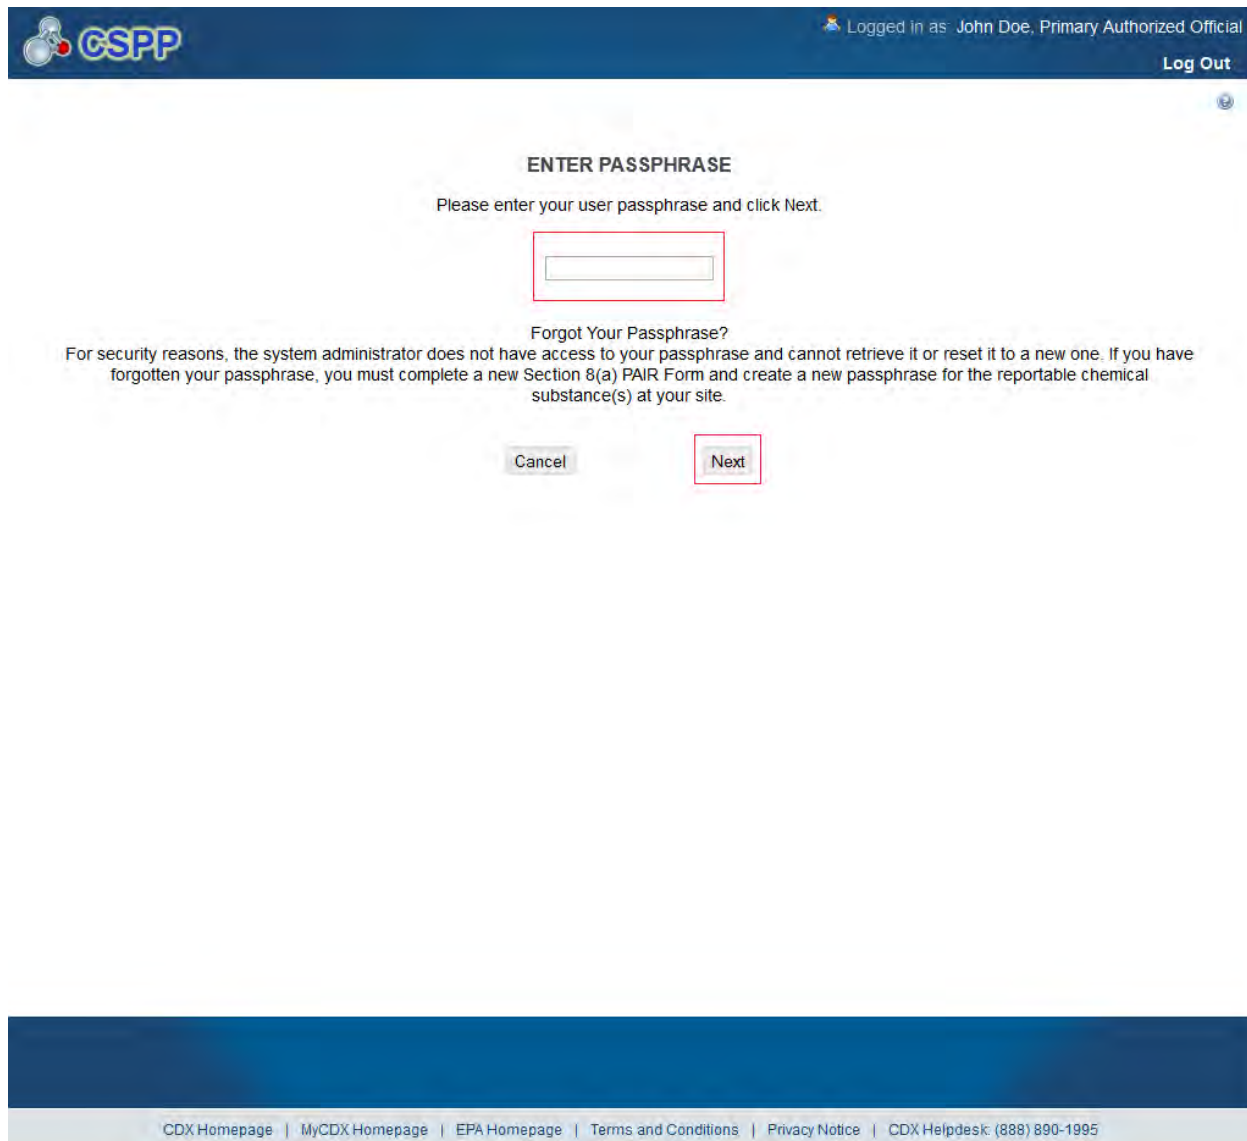 CSPP
Logged in as: John Doe, Primary Authorized Official
Log Out
ENTER PASSPHRASE
Please enter your user passphrase and click Next.
Forgot Your Passphrase?
For security reasons, the system administrator does not have access to your passphrase and cannot retrieve it or reset it to a new one. If you have
forgotten your passphrase, you must complete a new Section 8(a) PAIR Form and create a new passphrase for the reportable chemical
substance(s) at your site.
Cancel Next
CDX Homepage | MyCDX Homepage | EPA Homepage | Terms and Conditions | Privacy Notice | CDX Helpdesk: (888) 890-1995